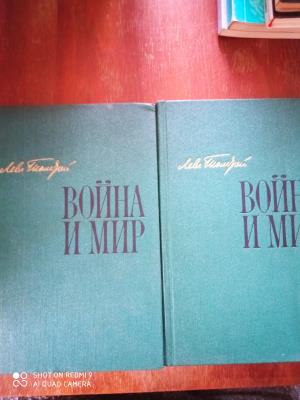 Лев Толстой
ВОЙНА
И МИР
Лев Толстой
ВОЙН
И МИ
SHOT ON REDMI 9
AI QUAD CAMERA